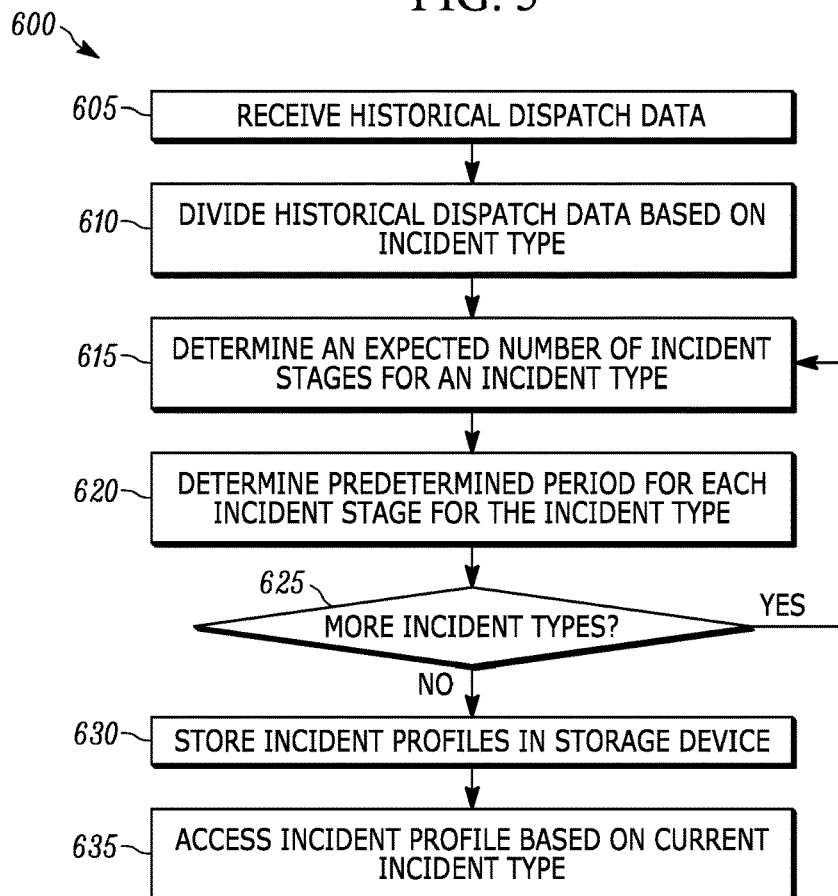 FIG. 5
600
605
RECEIVE HISTORICAL DISPATCH DATA
610
DIVIDE HISTORICAL DISPATCH DATA BASED ON
INCIDENT TYPE
615
DETERMINE AN EXPECTED NUMBER OF INCIDENT
STAGES FOR AN INCIDENT TYPE
620
DETERMINE PREDETERMINED PERIOD FOR EACH
INCIDENT STAGE FOR THE INCIDENT TYPE
625
MORE INCIDENT TYPES?
YES
NO
630
STORE INCIDENT PROFILES IN STORAGE DEVICE
635
ACCESS INCIDENT PROFILE BASED ON CURRENT
INCIDENT TYPE